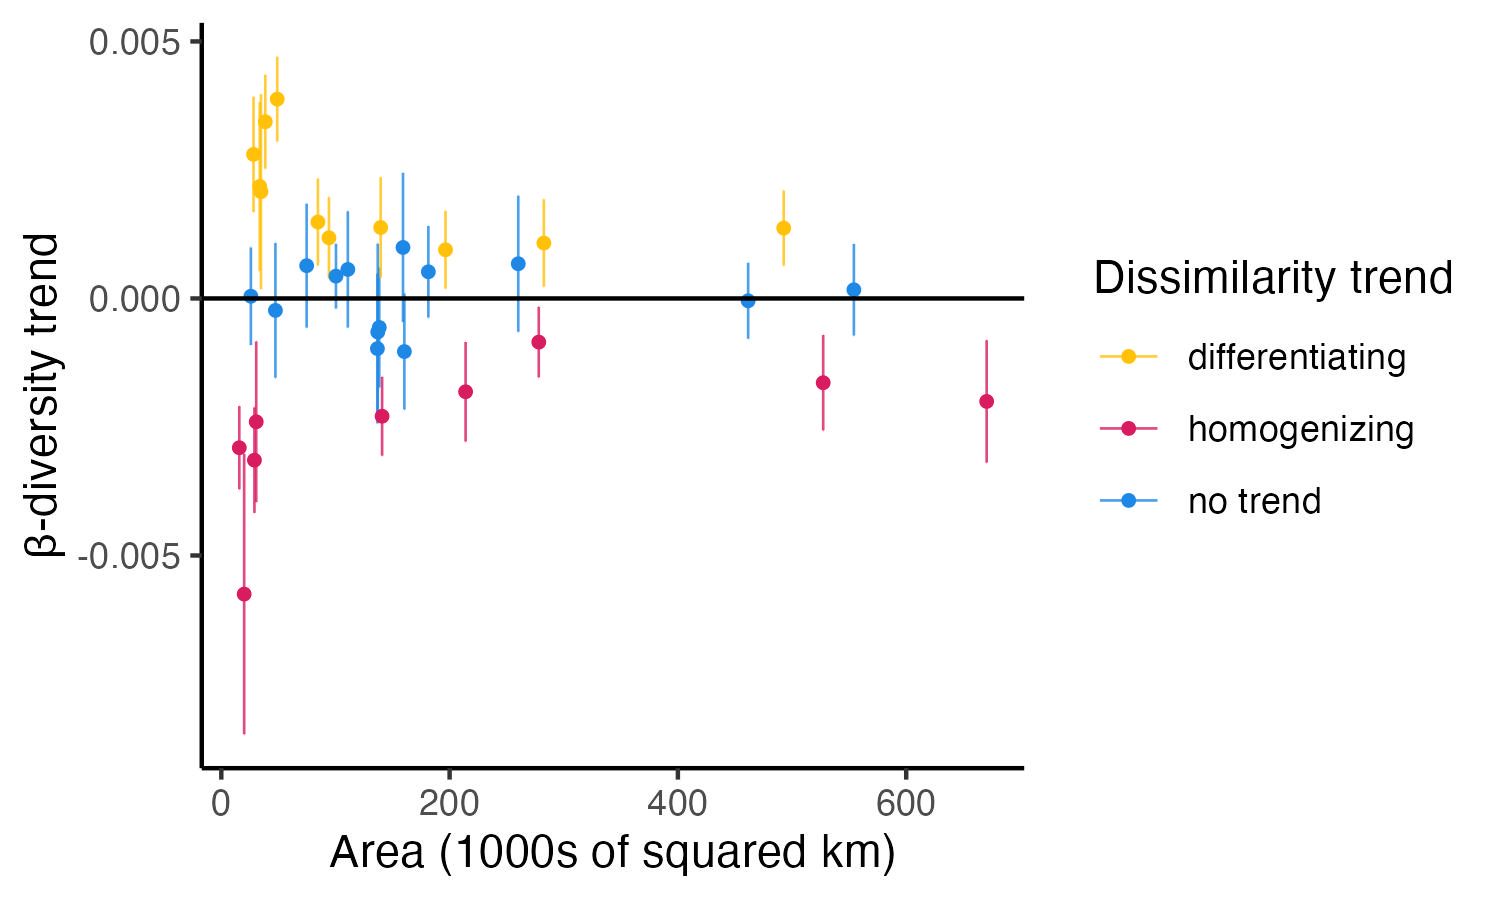 0.005
0.000
-0.005
β-diversity trend
0
200
400
600
Area (1000s of squared km)
Dissimilarity trend
differentiating
homogenizing
no trend